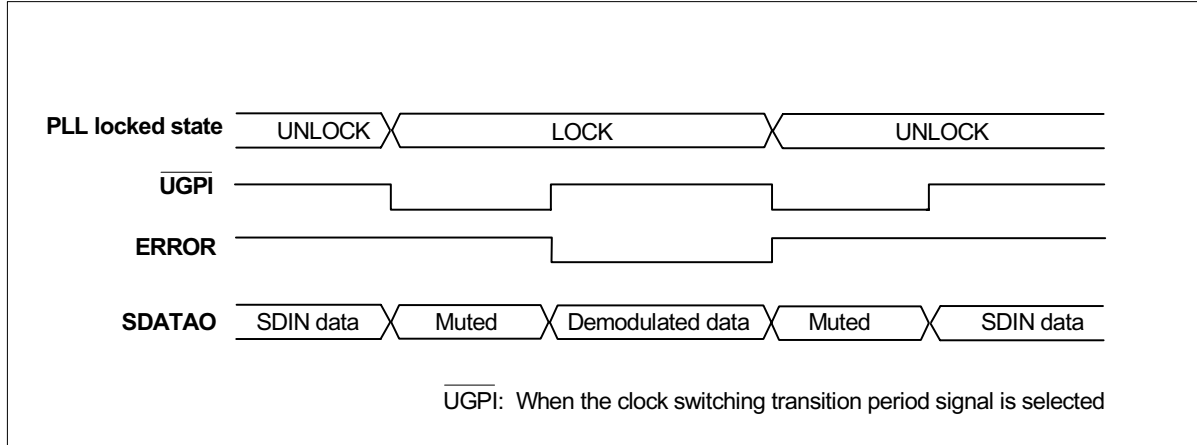 PLL locked state UNLOCK LOCK UNLOCK
UGPI
ERROR
SDATAO SDIN data Muted Demodulated data Muted SDIN data
UGPI: When the clock switching transition period signal is selected